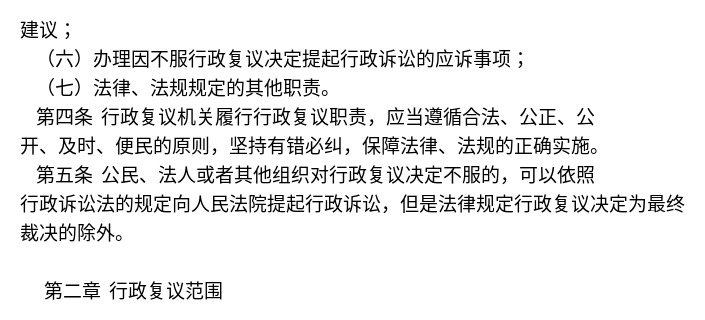 建议；
（六）办理因不服行政复议决定提起行政诉讼的应诉事项；
（七）法律、法规规定的其他职责。
第四条 行政复议机关履行行政复议职责，应当遵循合法、公正、公
开、及时、便民的原则，坚持有错必纠，保障法律、法规的正确实施。
第五条 公民、法人或者其他组织对行政复议决定不服的，可以依照
行政诉讼法的规定向人民法院提起行政诉讼，但是法律规定行政复议决定为最终
裁决的除外。
第二章 行政复议范围